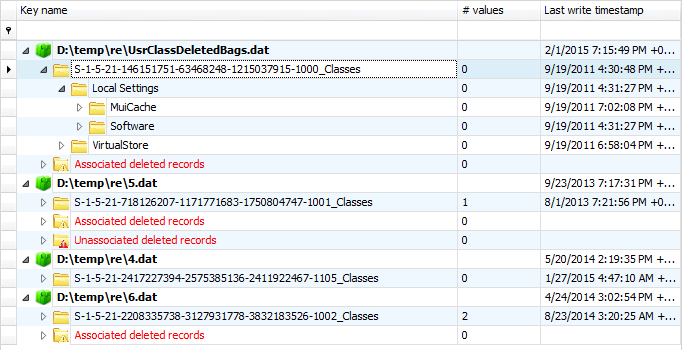 Key name # values Last write timestamp
D:\temp\re\UsrClassDeletedBags.dat 2/1/2015 7:15:49 PM +0...
S-1-5-21-146151751-63468248-1215037915-1000_Classes 0 9/19/2011 4:30:48 PM +...
Local Settings 0 9/19/2011 4:31:27 PM +...
MuiCache 0 9/19/2011 7:02:08 PM +...
Software 0 9/19/2011 4:31:27 PM +...
VirtualStore 0 9/19/2011 6:58:04 PM +...
Associated deleted records 0
D:\temp\re\5.dat 9/23/2013 7:17:31 PM +...
S-1-5-21-718126207-1171771683-1750804747-1001_Classes 1 8/1/2013 7:21:56 PM +0...
Associated deleted records 0
Unassociated deleted records 0
D:\temp\re\4.dat 5/20/2014 2:19:35 PM +...
S-1-5-21-2417227394-2575385136-2411922467-1105_Classes 0 1/27/2015 4:47:10 AM +...
D:\temp\re\6.dat 4/24/2014 3:02:54 PM +...
S-1-5-21-2208335738-3127931778-3832183526-1002_Classes 2 8/23/2014 3:20:25 AM +...
Associated deleted records 0